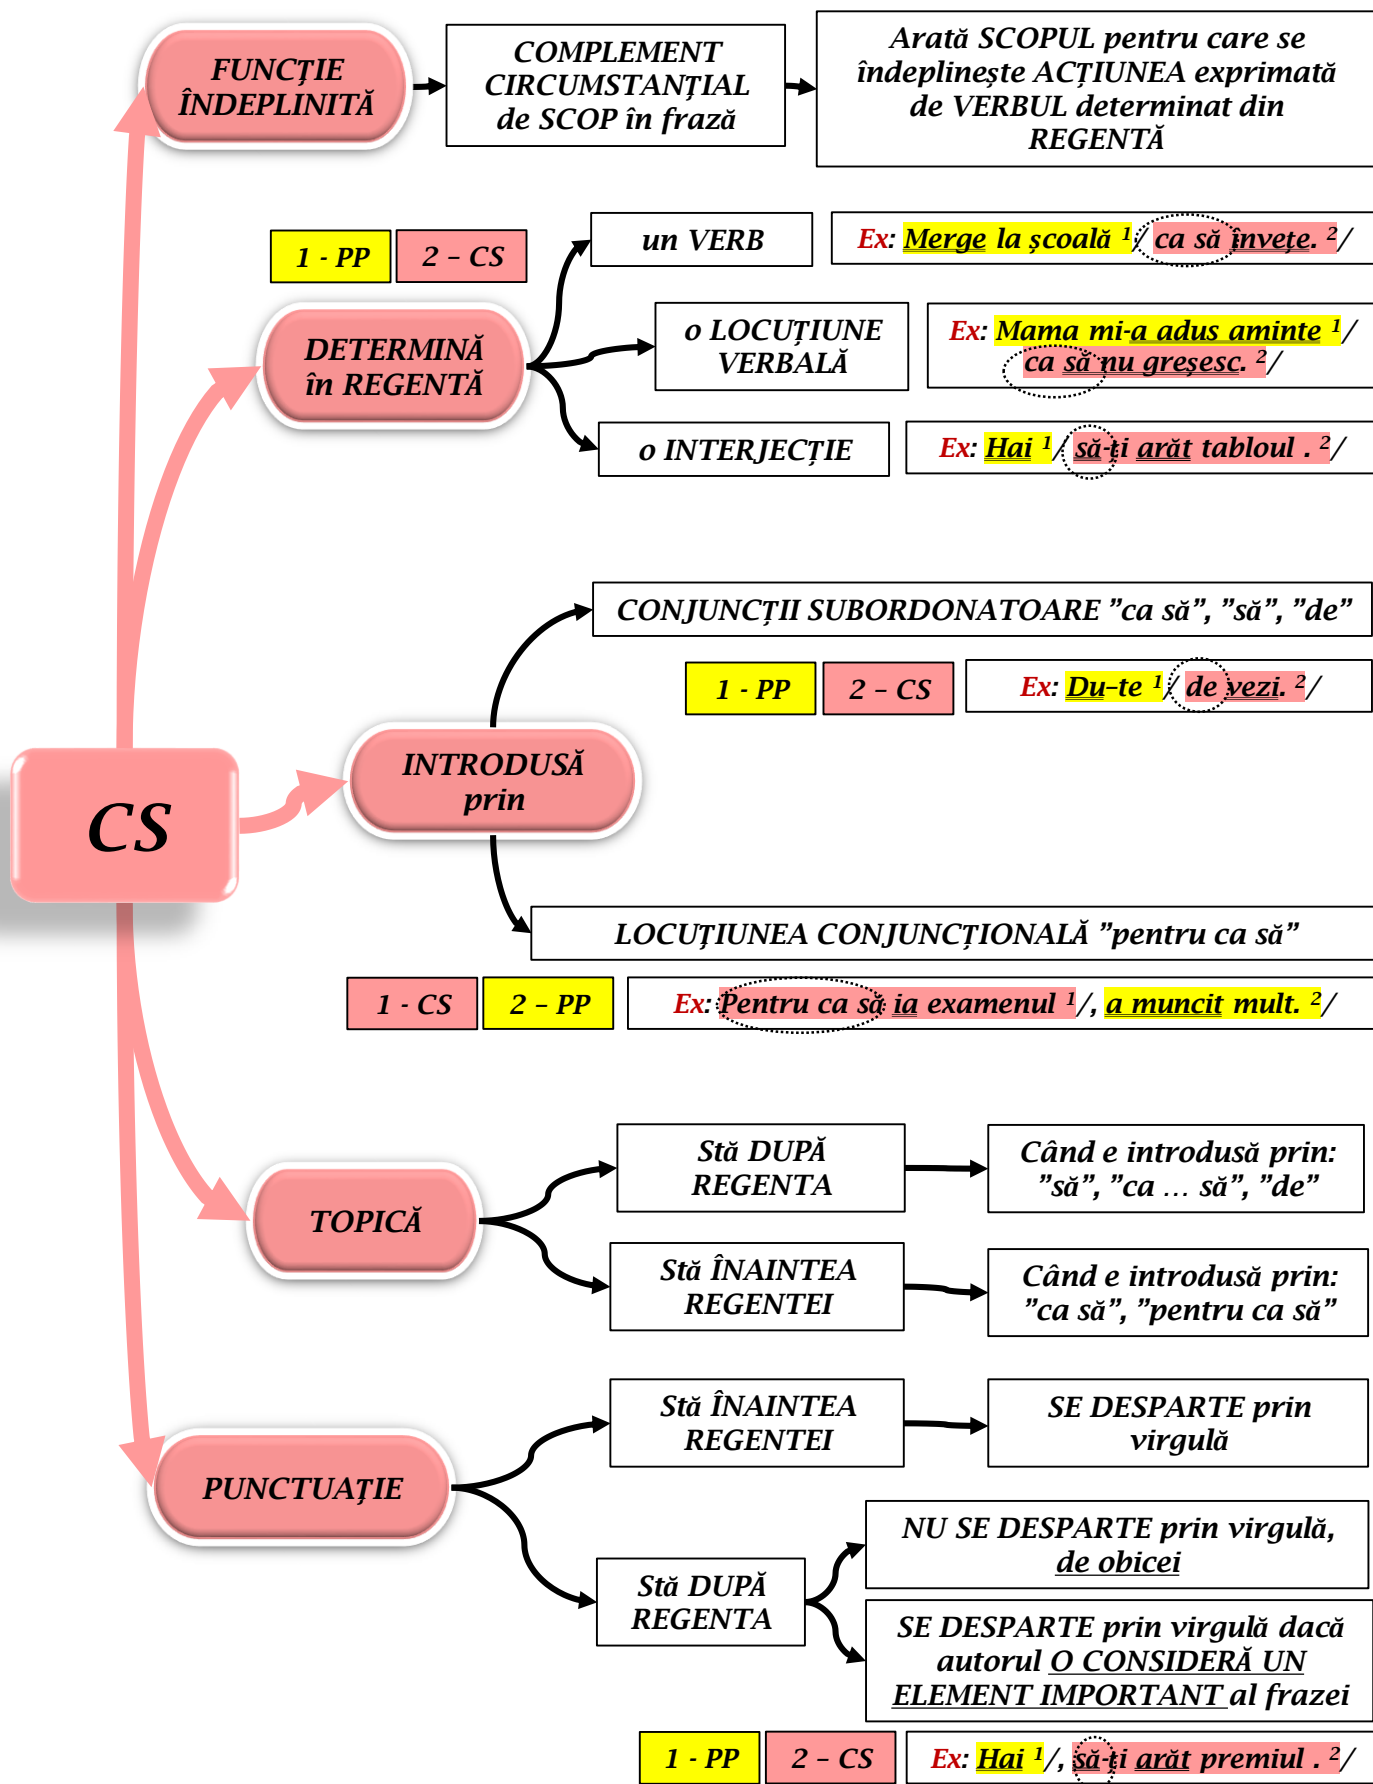 FUNCȚIE
ÎNDEPLINITĂ
COMPLEMENT
CIRCUMSTANȚIAL
de SCOP în frază
Arată SCOPUL pentru care se
îndeplinește ACȚIUNEA exprimată
de VERBUL determinat din
REGENTĂ
1 - PP
2 – CS
DETERMINĂ
în REGENTĂ
un VERB
Ex: Merge la școală ¹/ ca să învețe. ²/
o LOCUȚIUNE
VERBALĂ
Ex: Mama mi-a adus aminte ¹/
ca să nu greșesc. ²/
o INTERJECȚIE
Ex: Hai ¹/ să-ți arăt tabloul . ²/
CS
INTRODUSĂ
prin
CONJUNCȚII SUBORDONATOARE ”ca să”, ”să”, ”de”
1 - PP
2 – CS
Ex: Du–te ¹/ de vezi. ²/
LOCUȚIUNEA CONJUNCȚIONALĂ ”pentru ca să”
1 - CS
2 – PP
Ex: Pentru ca să ia examenul ¹/, a muncit mult. ²/
TOPICĂ
Stă DUPĂ
REGENTA
Când e introdusă prin:
”să”, ”ca … să”, ”de”
Stă ÎNAINTEA
REGENTEI
Când e introdusă prin:
”ca să”, ”pentru ca să”
PUNCTUAȚIE
Stă ÎNAINTEA
REGENTEI
SE DESPARTE prin
virgulă
Stă DUPĂ
REGENTA
NU SE DESPARTE prin virgulă,
de obicei
SE DESPARTE prin virgulă dacă
autorul O CONSIDERĂ UN
ELEMENT IMPORTANT al frazei
1 - PP
2 – CS
Ex: Hai ¹/, să-ți arăt premiul . ²/